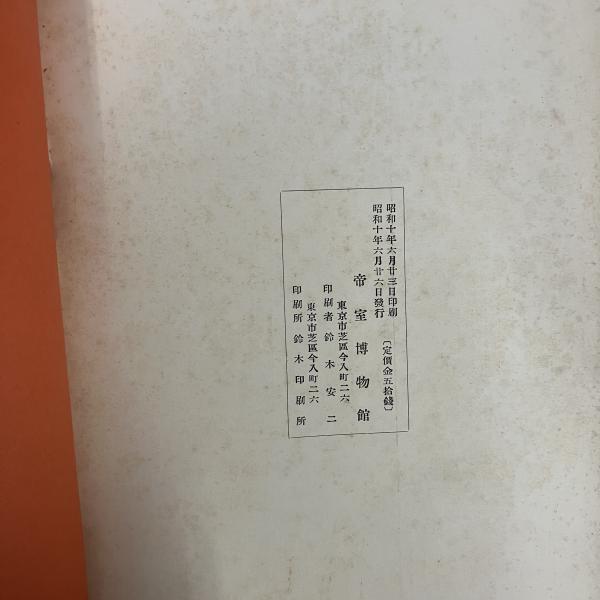 昭和十年六月廿三日印刷
昭和十年六月廿六日發行
〔定價金五拾錢〕
帝室博物館
東京市芝區今入町二六
印刷者鈴木安二
東京市芝區今入町二六
印刷所鈴木印刷所